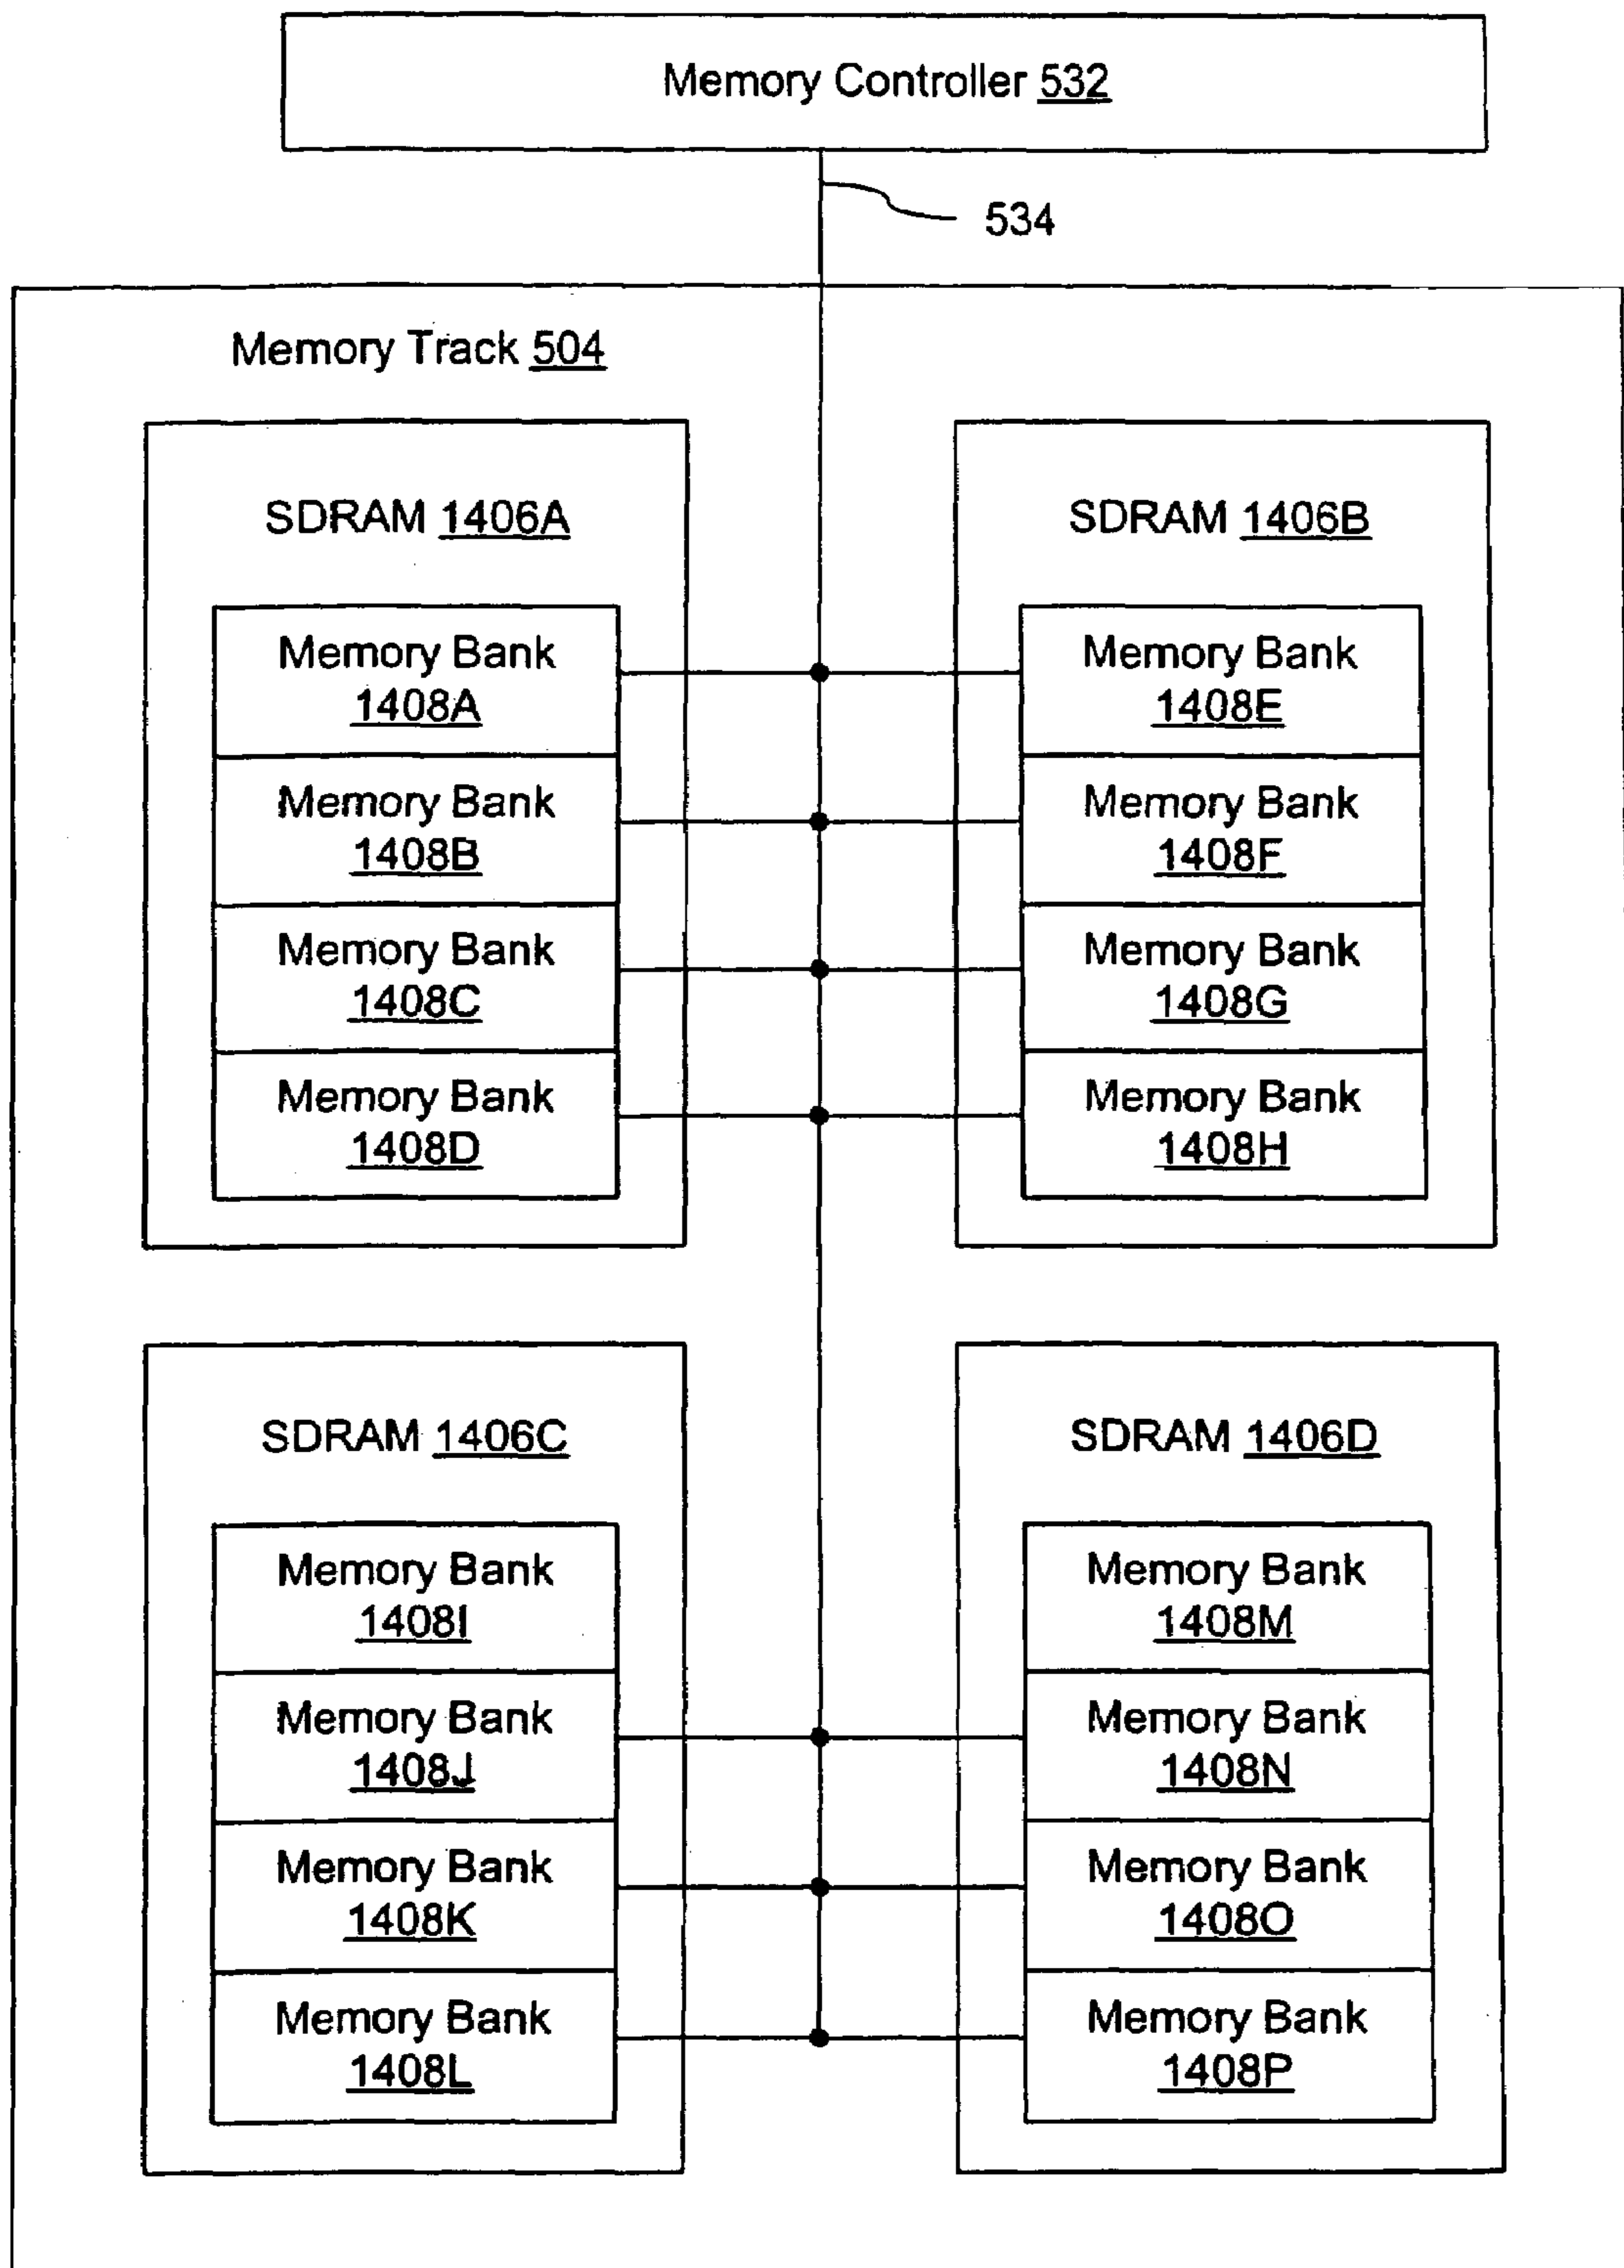 Memory Controller 532
534
Memory Track 504
SDRAM 1406A
Memory Bank
1408A
Memory Bank
1408B
Memory Bank
1408C
Memory Bank
1408D
SDRAM 1406B
Memory Bank
1408E
Memory Bank
1408F
Memory Bank
1408G
Memory Bank
1408H
SDRAM 1406C
Memory Bank
1408I
Memory Bank
1408J
Memory Bank
1408K
Memory Bank
1408L
SDRAM 1406D
Memory Bank
1408M
Memory Bank
1408N
Memory Bank
1408O
Memory Bank
1408P